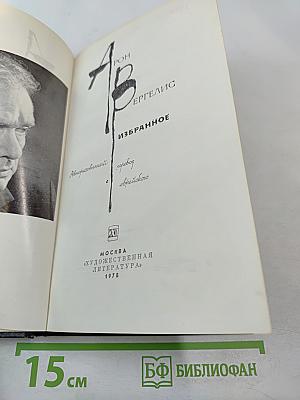 АРОН
ВЕРГЕЛИС
ИЗБРАННОЕ
Авторизованный перевод
с еврейского
МОСКВА
«ХУДОЖЕСТВЕННАЯ
ЛИТЕРАТУРА»
1978
15 см
БФ БИБЛИОФАН